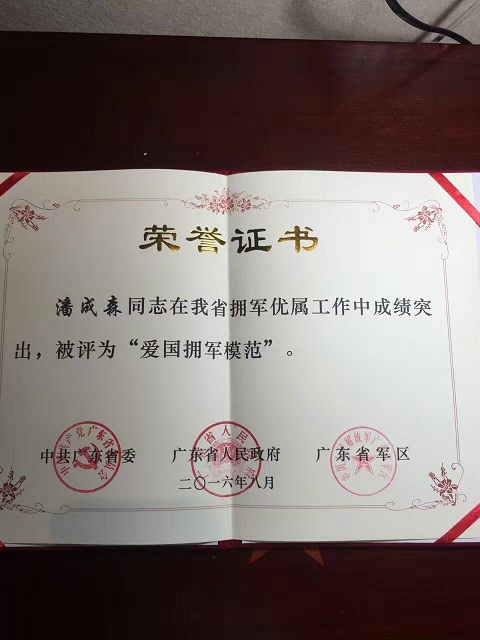 荣誉证书
潘成森同志在我省拥军优属工作中成绩突
出，被评为“爱国拥军模范”。
中共广东省委 广东省人民政府 广东省军区
二〇一六年八月